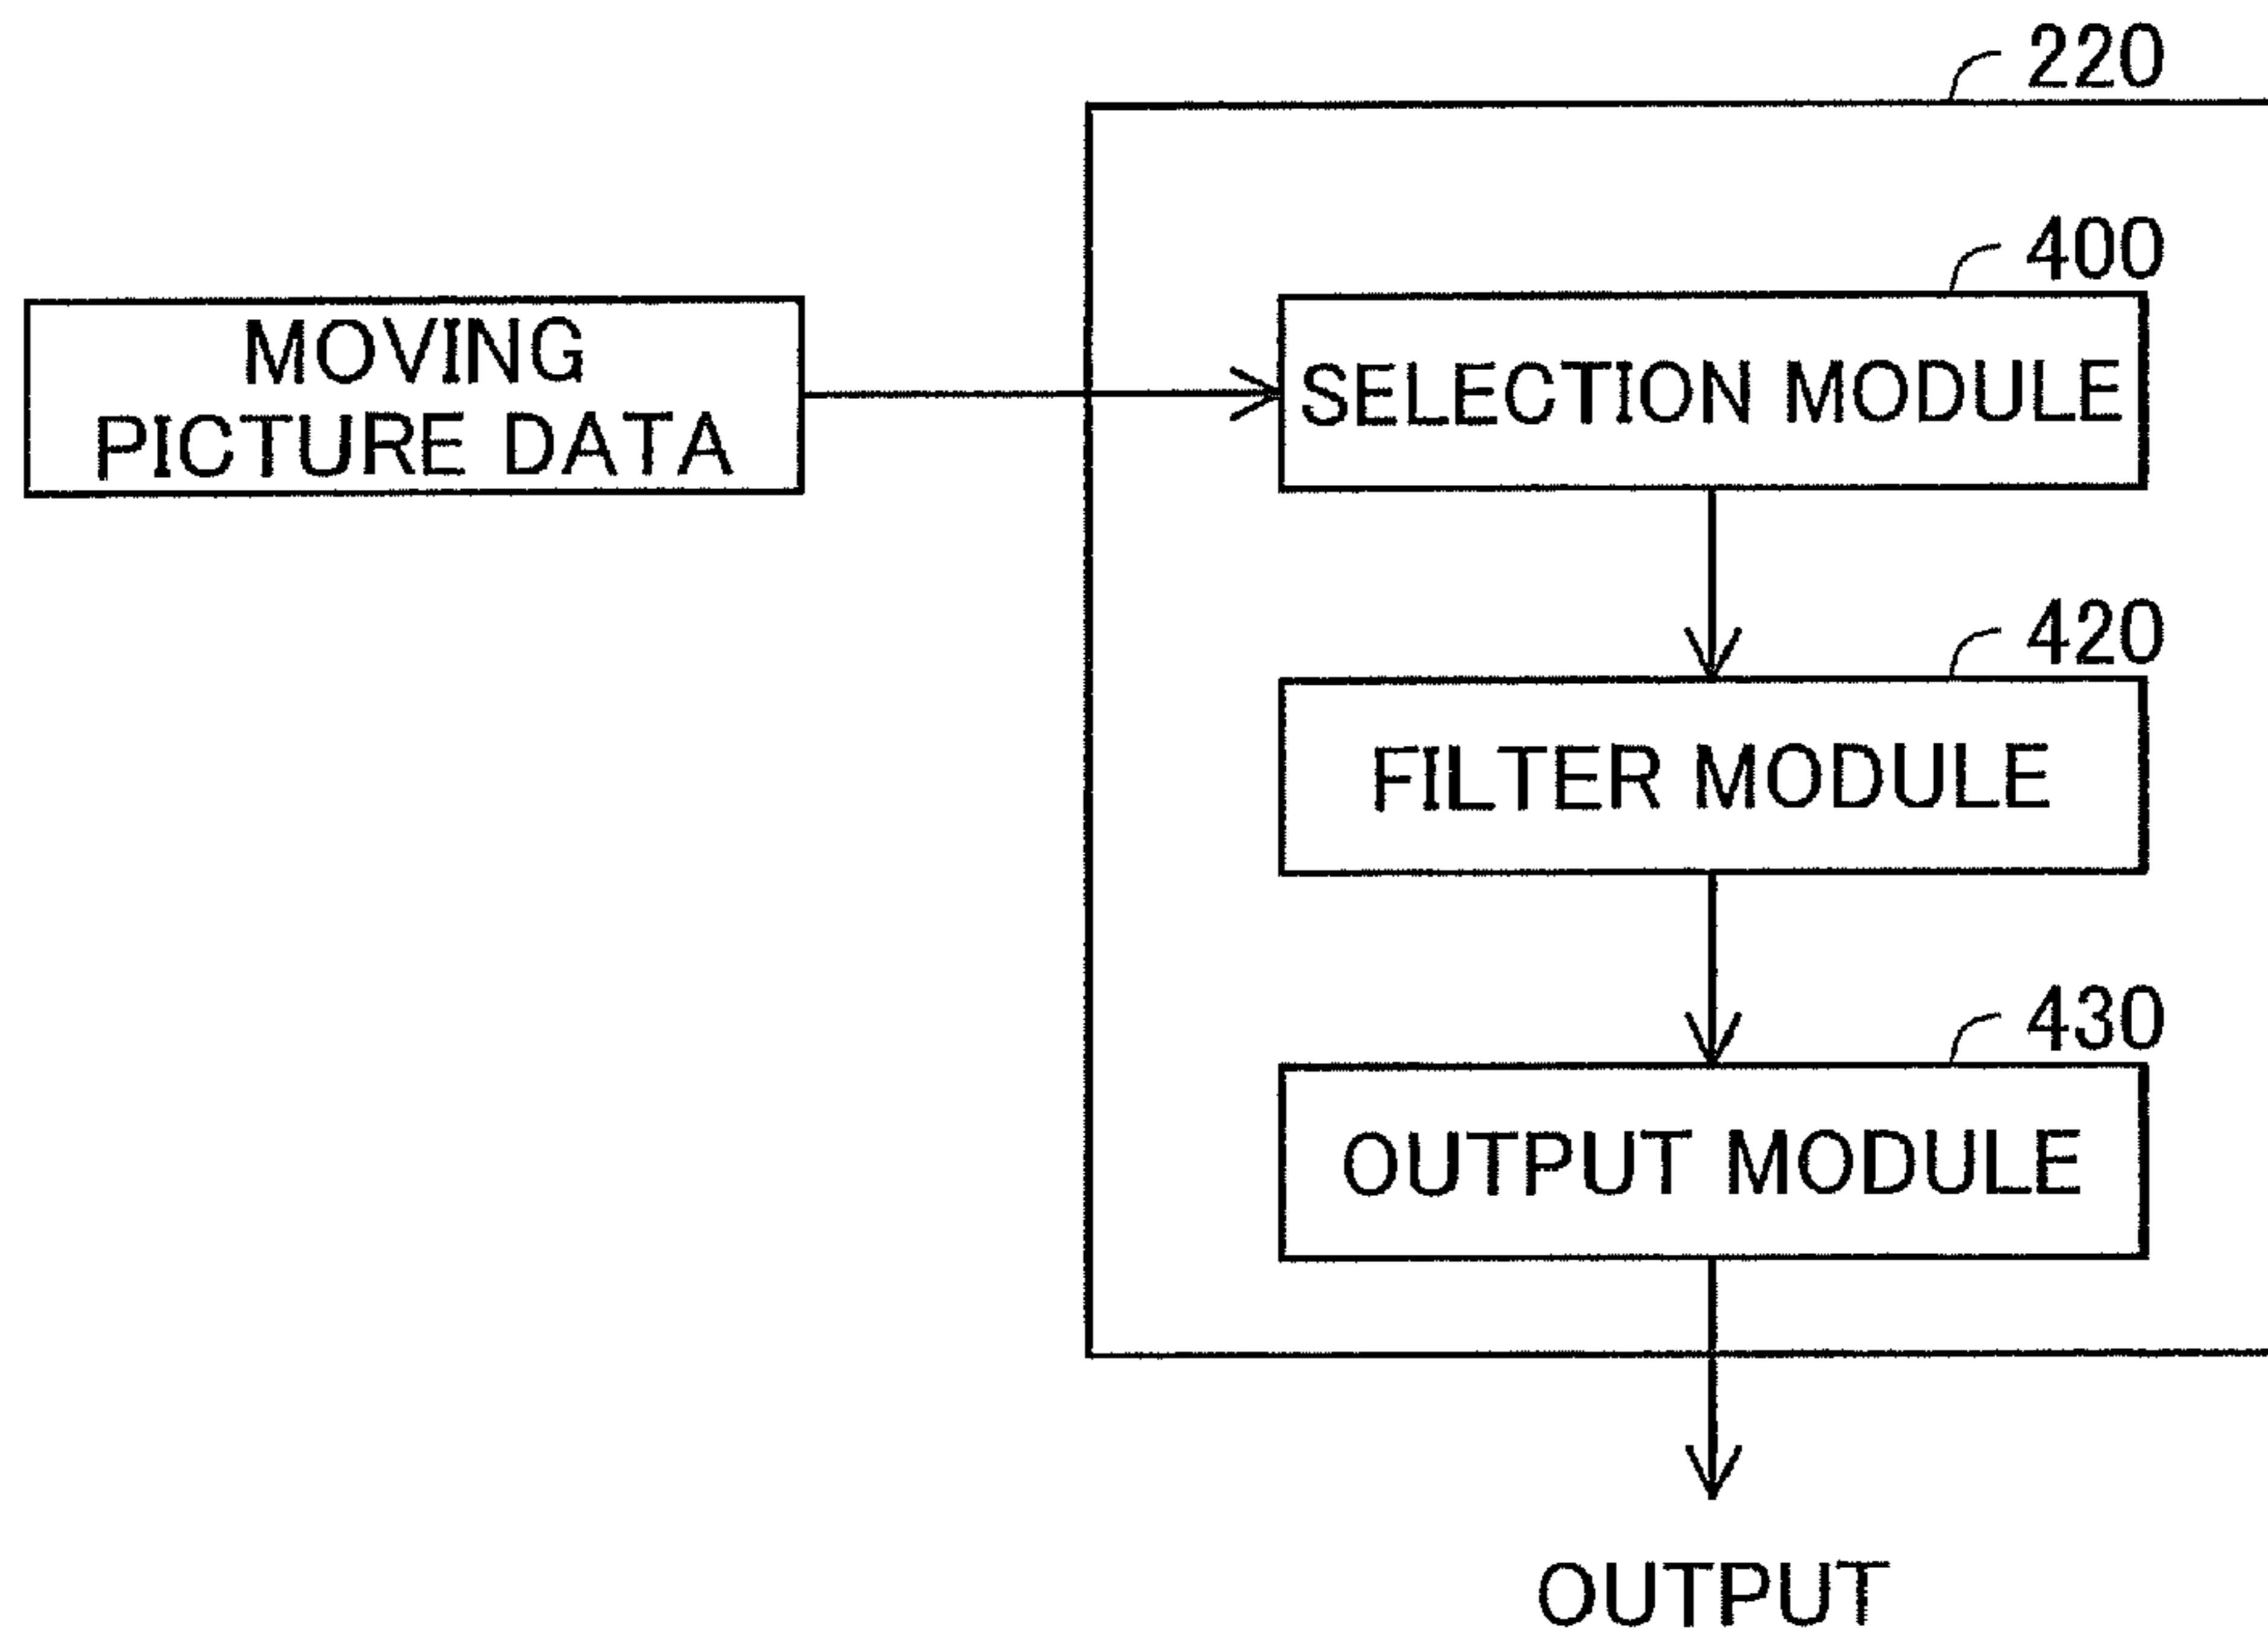 220
400
MOVING
PICTURE DATA
SELECTION MODULE
420
FILTER MODULE
430
OUTPUT MODULE
OUTPUT